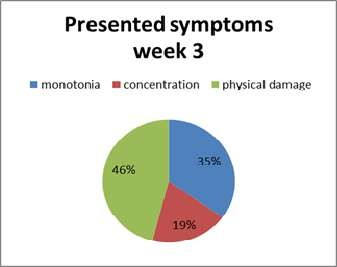 Presented symptoms
week 3
monotonia concentration physical damage
46% 35%
19%